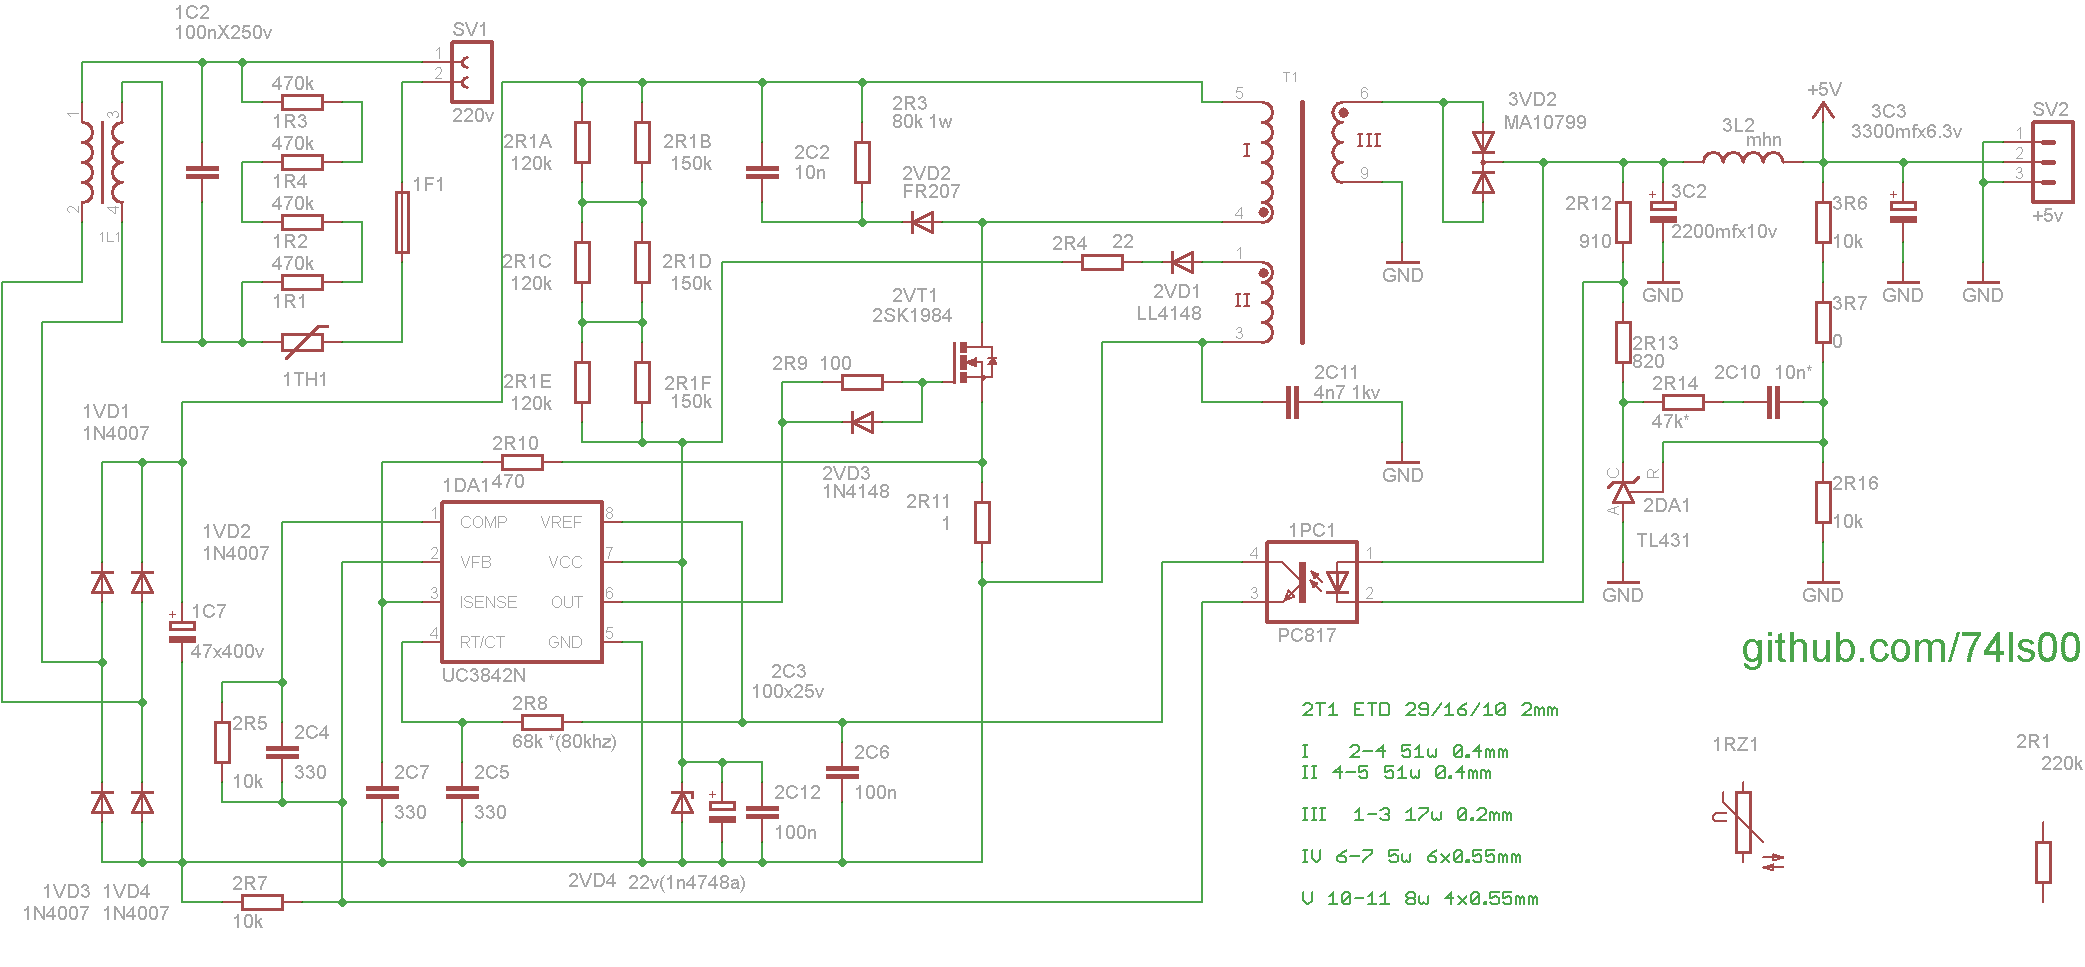 1C2
100nX250v
SV1
1
2
220v
470k
1R3
470k
1R4
470k
1R2
470k
1R1
1
3
2
4
1L1
1F1
1TH1
2R1A
120k
2R1B
150k
2R1C
120k
2R1D
150k
2R1E
120k
2R1F
150k
2C2
10n
2R3
80k 1w
2VD2
FR207
2R4
22
2VD1
LL4148
2VT1
2SK1984
2R9 100
2VD3
1N4148
2R10
470
2R11
1
T1
5
4
1
3
6
9
I
II
III
GND
3VD2
MA10799
3L2
mhn
+5V
3C3
3300mfx6.3v
SV2
1
2
3
+5v
2R12
910
3C2
2200mfx10v
GND
3R6
10k
GND
GND
3R7
0
2R13
820
2R14
47k*
2C10
10n*
2C11
4n7 1kv
GND
C
R
A
2DA1
TL431
GND
2R16
10k
GND
1VD1
1N4007
1VD2
1N4007
1C7
47x400v
1DA1
1
COMP
VREF
8
2
VFB
VCC
7
3
ISENSE
OUT
6
4
RT/CT
GND
5
UC3842N
1PC1
4
1
3
2
PC817
2R5
10k
2C4
330
2R8
68k *(80khz)
2C3
100x25v
2C7
330
2C5
330
2C6
100n
2C12
100n
2VD4
22v(1n4748a)
1VD3
1N4007
1VD4
1N4007
2R7
10k
github.com/74ls00
2T1 ETD 29/16/10 2mm
I 2-4 51w 0.4mm
II 4-5 51w 0.4mm
III 1-3 17w 0.2mm
IV 6-7 5w 6x0.55mm
V 10-11 8w 4x0.55mm
1RZ1
U
2R1
220k